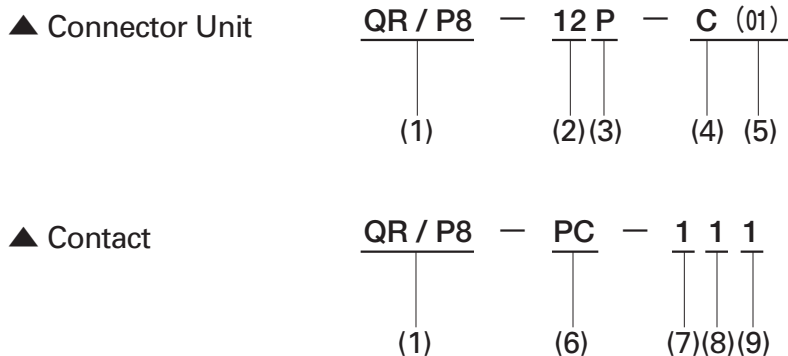 ▲ Connector Unit QR / P8 － 12 P － C (01)
(1) (2) (3) (4) (5)
▲ Contact QR / P8 － PC － 1 1 1
(1) (6) (7) (8) (9)